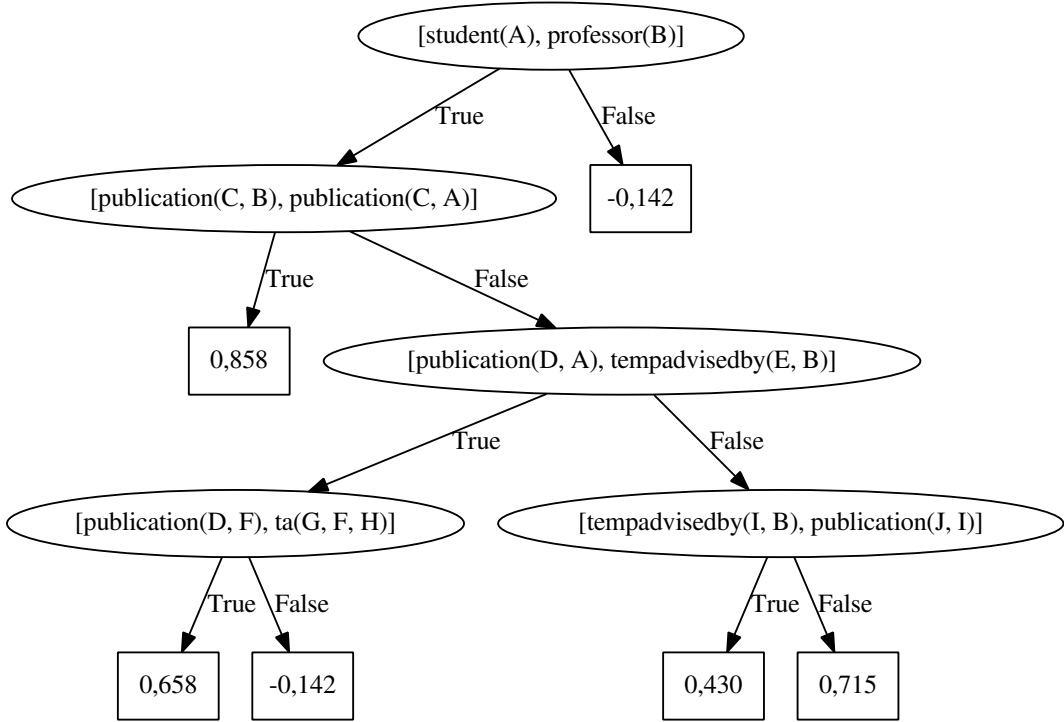 [student(A), professor(B)]
True
False
[publication(C, B), publication(C, A)]
-0,142
True
False
0,858
[publication(D, A), tempadvisedby(E, B)]
True
False
[publication(D, F), ta(G, F, H)]
[tempadvisedby(I, B), publication(J, I)]
True
False
True
False
0,658
-0,142
0,430
0,715